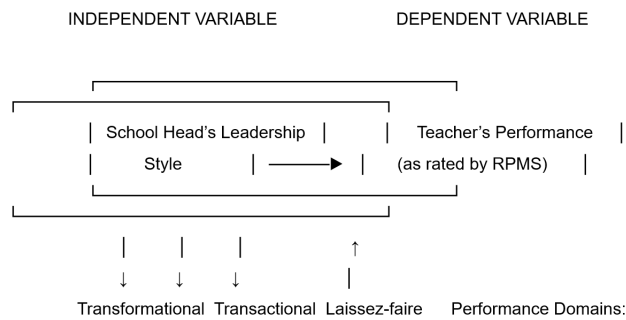 INDEPENDENT VARIABLE DEPENDENT VARIABLE
| School Head's Leadership | | Teacher's Performance |
| Style | ⟶ | (as rated by RPMS) |
| | | ↑
↓ ↓ ↓ |
Transformational Transactional Laissez-faire Performance Domains: